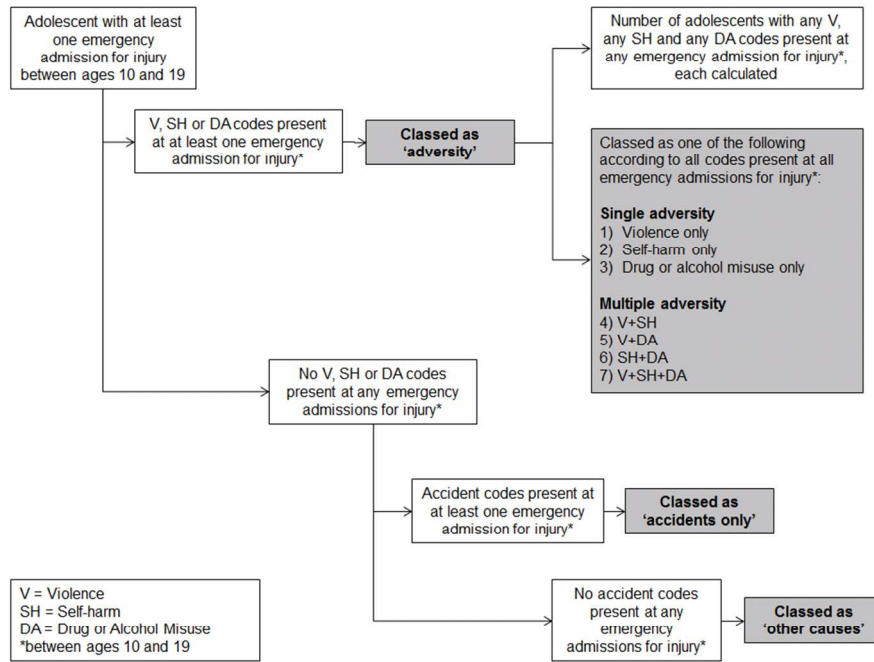 Adolescent with at least
one emergency
admission for injury
between ages 10 and 19
Number of adolescents with any V,
any SH and any DA codes present at
any emergency admission for injury*,
each calculated
V, SH or DA codes present
at at least one emergency
admission for injury*
Classed as
‘adversity’
Classed as one of the following
according to all codes present at all
emergency admissions for injury*:
Single adversity
1) Violence only
2) Self-harm only
3) Drug or alcohol misuse only
Multiple adversity
4) V+SH
5) V+DA
6) SH+DA
7) V+SH+DA
No V, SH or DA codes
present at any emergency
admissions for injury*
Accident codes present at
at least one emergency
admission for injury*
Classed as
‘accidents only’
No accident codes
present at any
emergency
admissions for injury*
Classed as
‘other causes’
V = Violence
SH = Self-harm
DA = Drug or Alcohol Misuse
*between ages 10 and 19